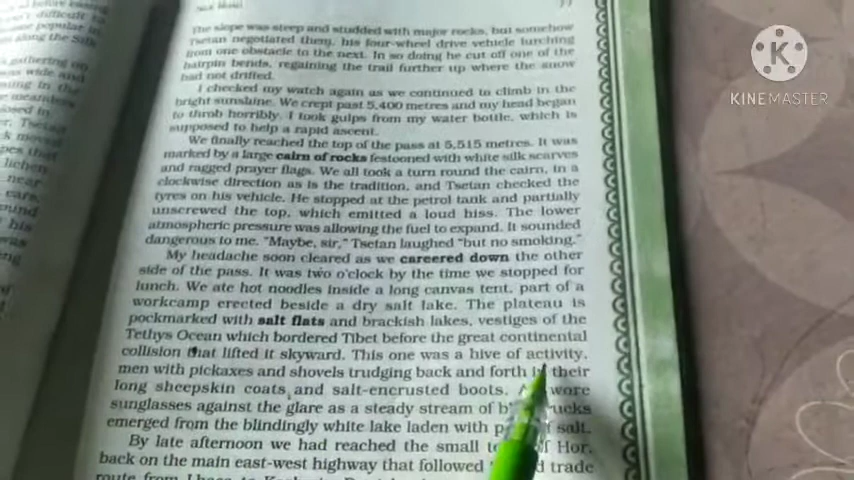 The slope was steep and studded with major rocks, but somehow
Tsetan negotiated them, his four-wheel drive vehicle lurching
from one obstacle to the next. In so doing he cut off one of the
hairpin bends, regaining the trail further up where the snow
had not drifted.
I checked my watch again as we continued to climb in the
bright sunshine. We crept past 5,400 metres and my head began
to throb horribly. I took gulps from my water bottle, which is
supposed to help a rapid ascent.
We finally reached the top of the pass at 5,515 metres. It was
marked by a large cairn of rocks festooned with white silk scarves
and ragged prayer flags. We all took a turn round the cairn, in a
clockwise direction as is the tradition, and Tsetan checked the
tyres on his vehicle. He stopped at the petrol tank and partially
unscrewed the top, which emitted a loud hiss. The lower
atmospheric pressure was allowing the fuel to expand. It sounded
dangerous to me. "Maybe, sir," Tsetan laughed "but no smoking."
My headache soon cleared as we careered down the other
side of the pass. It was two o'clock by the time we stopped for
lunch. We ate hot noodles inside a long canvas tent, part of a
workcamp erected beside a dry salt lake. The plateau is
pockmarked with salt flats and brackish lakes, vestiges of the
Tethys Ocean which bordered Tibet before the great continental
collision that lifted it skyward. This one was a hive of activity,
men with pickaxes and shovels trudging back and forth in their
long sheepskin coats and salt-encrusted boots. wore
sunglasses against the glare as a steady stream of
emerged from the blindingly white lake laden with salt.
By late afternoon we had reached the small of Hor,
back on the main east-west highway that followed trade
route from Lhasa to
KINEMASTER